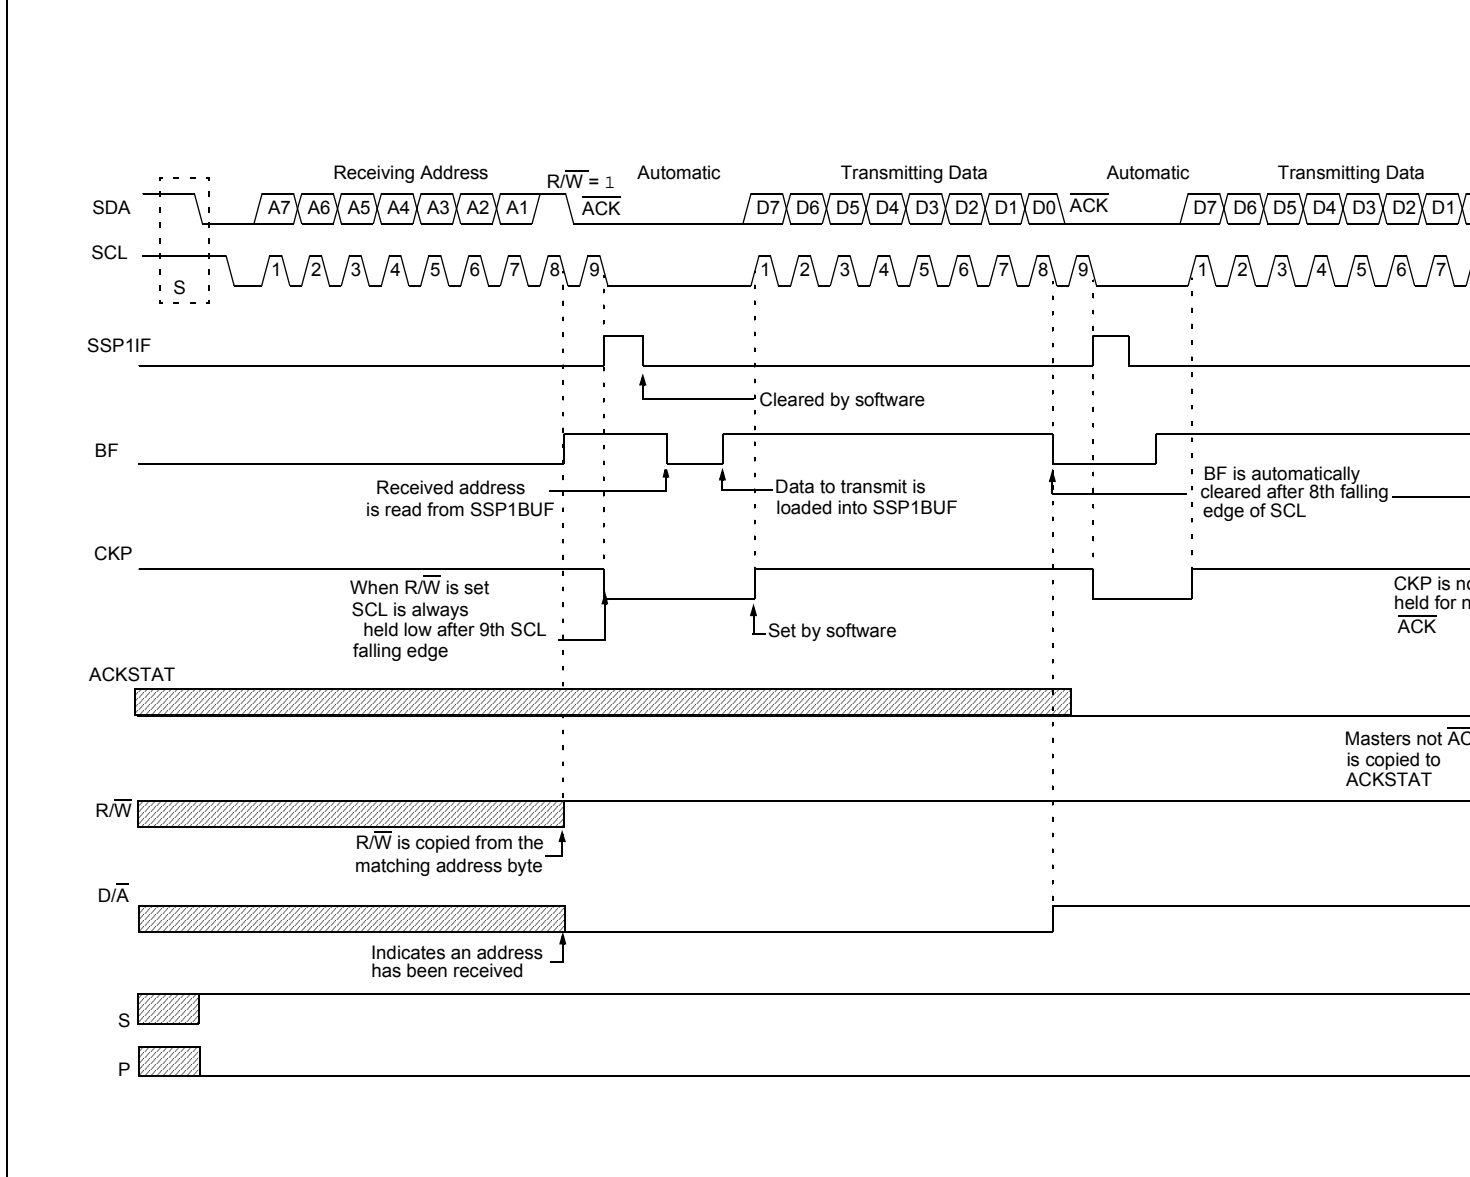 Receiving Address Automatic Transmitting Data Automatic Transmitting Data
R/W = 1
SDA A7 A6 A5 A4 A3 A2 A1 ACK D7 D6 D5 D4 D3 D2 D1 D0 ACK D7 D6 D5 D4 D3 D2 D1
SCL 1 2 3 4 5 6 7 8 9 1 2 3 4 5 6 7 8 9 1 2 3 4 5 6 7
S
SSP1IF
Cleared by software
BF
Received address
is read from SSP1BUF
Data to transmit is
loaded into SSP1BUF
BF is automatically
cleared after 8th falling
edge of SCL
CKP
When R/W is set
SCL is always
held low after 9th SCL
falling edge
Set by software
CKP is
held for
ACK
ACKSTAT
Masters not
is copied to
ACKSTAT
R/W
R/W is copied from the
matching address byte
D/A
Indicates an address
has been received
S
P